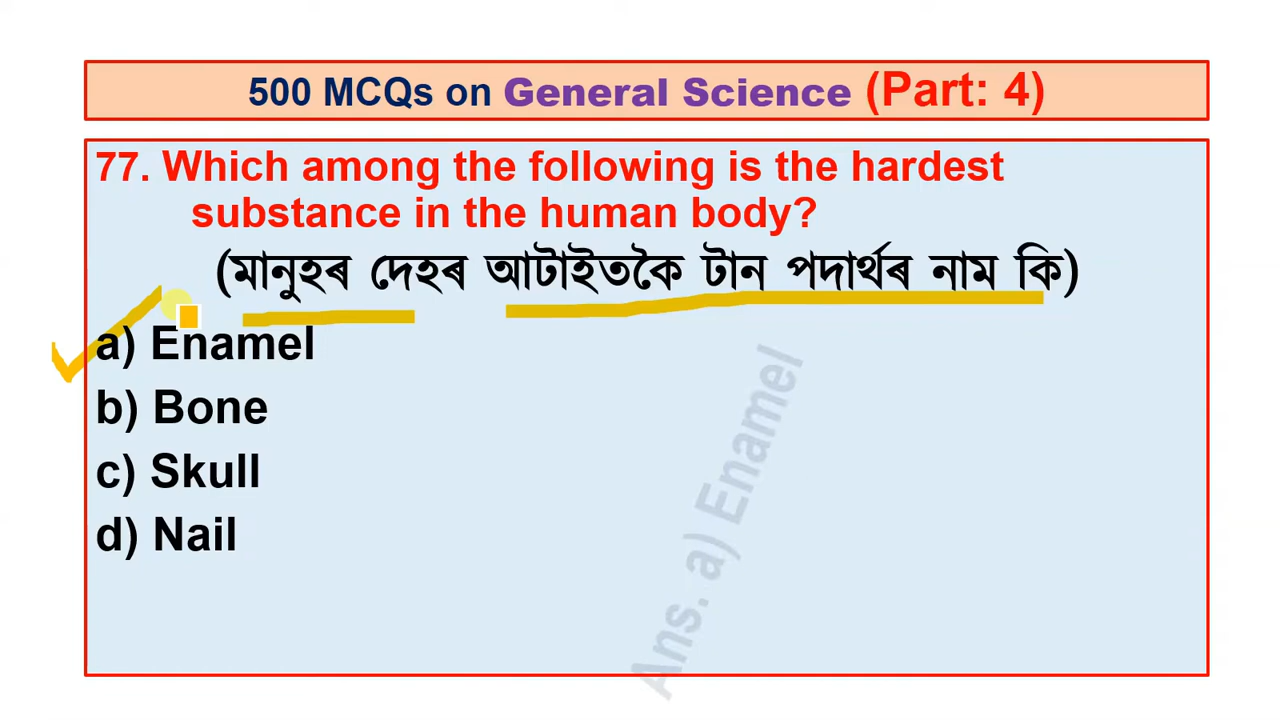 500 MCQs on General Science (Part: 4)
77. Which among the following is the hardest
substance in the human body?
(মানুহৰ দেহৰ আটাইতকৈ টান পদাৰ্থৰ নাম কি)
a) Enamel
b) Bone
c) Skull
d) Nail
Ans. a) Enamel